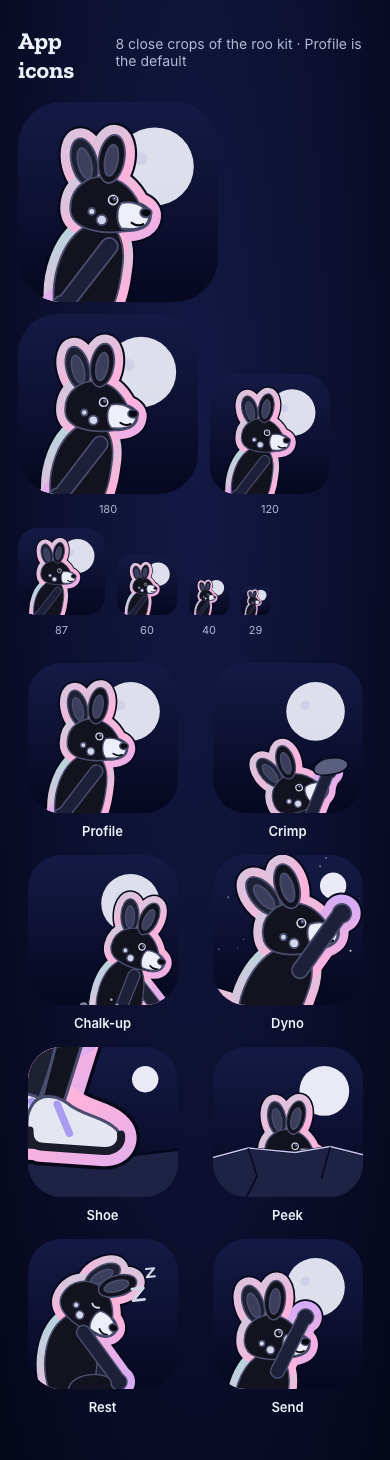 App
icons
8 close crops of the roo kit · Profile is
the default
180
120
87
60
40
29
Profile
Crimp
Chalk-up
Dyno
Shoe
Peek
Z
Z
Rest
Send